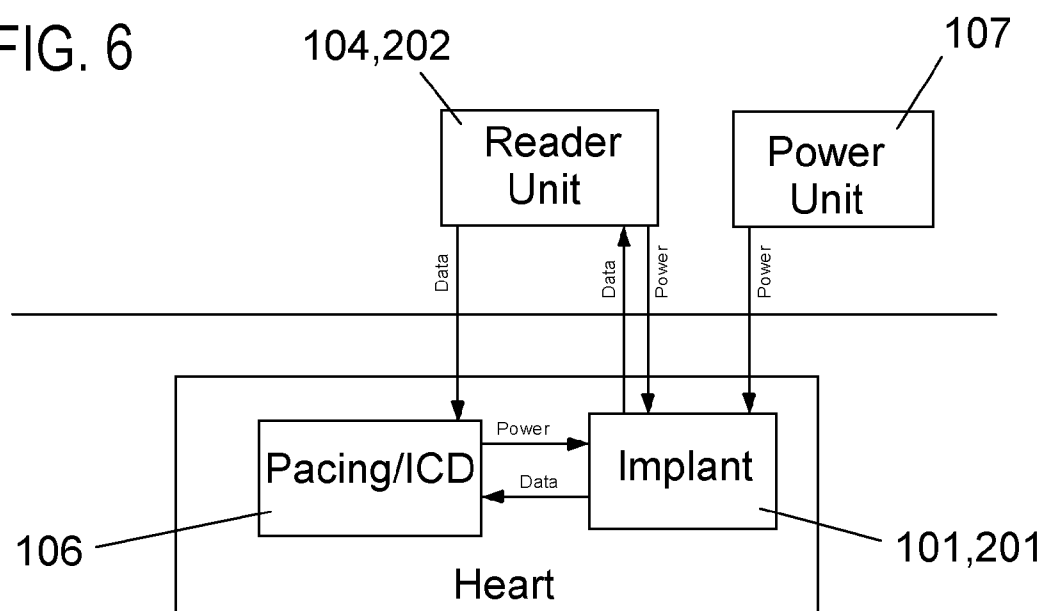 FIG. 6
104,202
107
Reader
Unit
Power
Unit
Data
Data
Power
Power
Pacing/ICD
Power
Data
Implant
106
101,201
Heart